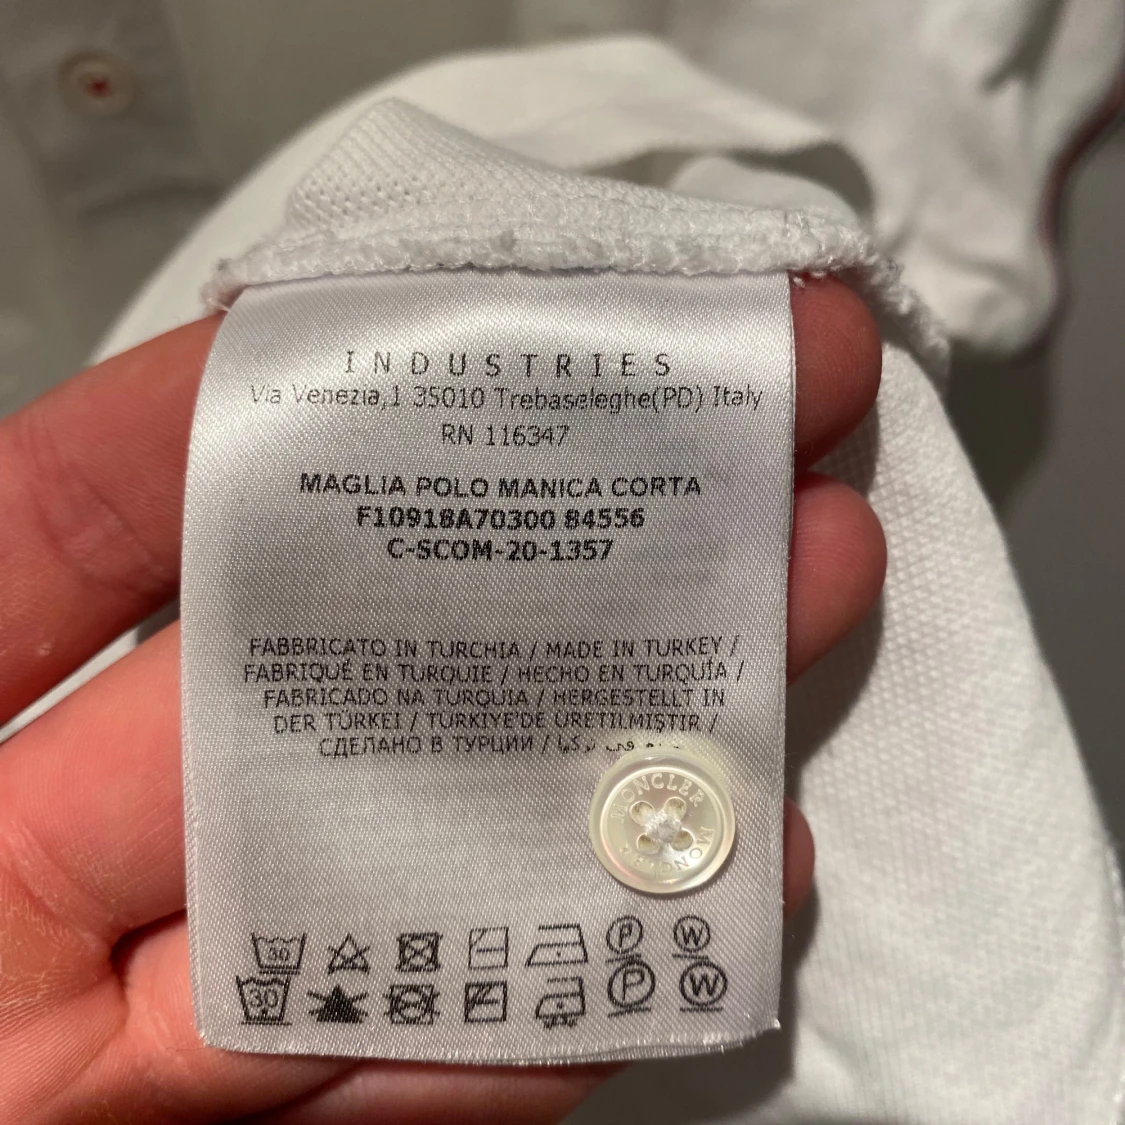 INDUSTRIES
Via Venezia,1 35010 Trebaseleghe(PD) Italy
RN 116347
MAGLIA POLO MANICA CORTA
F10918A70300 84556
C-SCOM-20-1357
FABBRICATO IN TURCHIA / MADE IN TURKEY /
FABRIQUÉ EN TURQUIE / HECHO EN TURQUÍA /
FABRICADO NA TURQUIA / HERGESTELLT IN
DER TÜRKEI / TÜRKIYE'DE ÜRETILMIŞTIR /
СДЕЛАНО В ТУРЦИИ /
MONCLER MONCLER
P W
30 P W